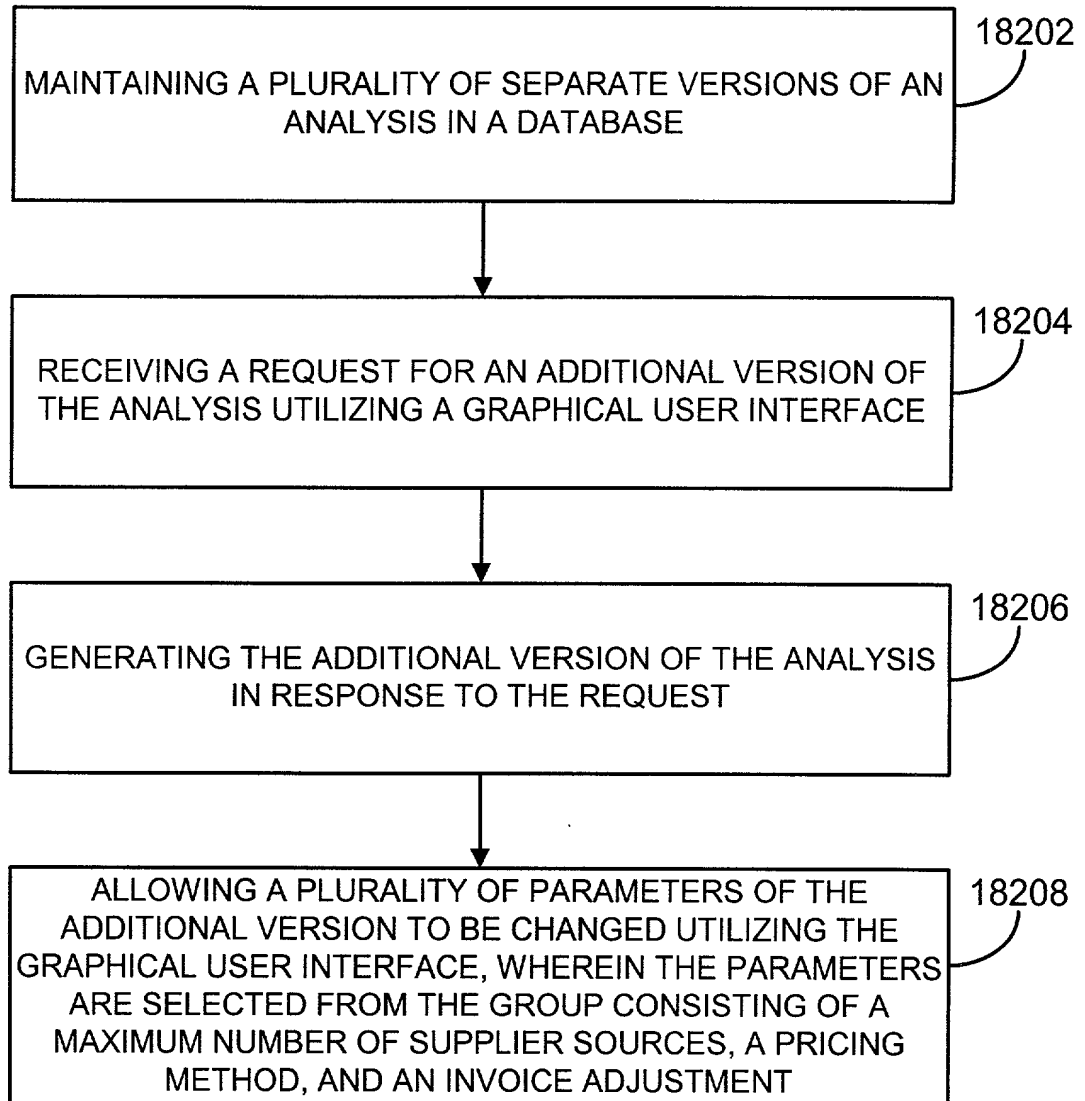 18202
MAINTAINING A PLURALITY OF SEPARATE VERSIONS OF AN
ANALYSIS IN A DATABASE
18204
RECEIVING A REQUEST FOR AN ADDITIONAL VERSION OF
THE ANALYSIS UTILIZING A GRAPHICAL USER INTERFACE
18206
GENERATING THE ADDITIONAL VERSION OF THE ANALYSIS
IN RESPONSE TO THE REQUEST
18208
ALLOWING A PLURALITY OF PARAMETERS OF THE
ADDITIONAL VERSION TO BE CHANGED UTILIZING THE
GRAPHICAL USER INTERFACE, WHEREIN THE PARAMETERS
ARE SELECTED FROM THE GROUP CONSISTING OF A
MAXIMUM NUMBER OF SUPPLIER SOURCES, A PRICING
METHOD, AND AN INVOICE ADJUSTMENT